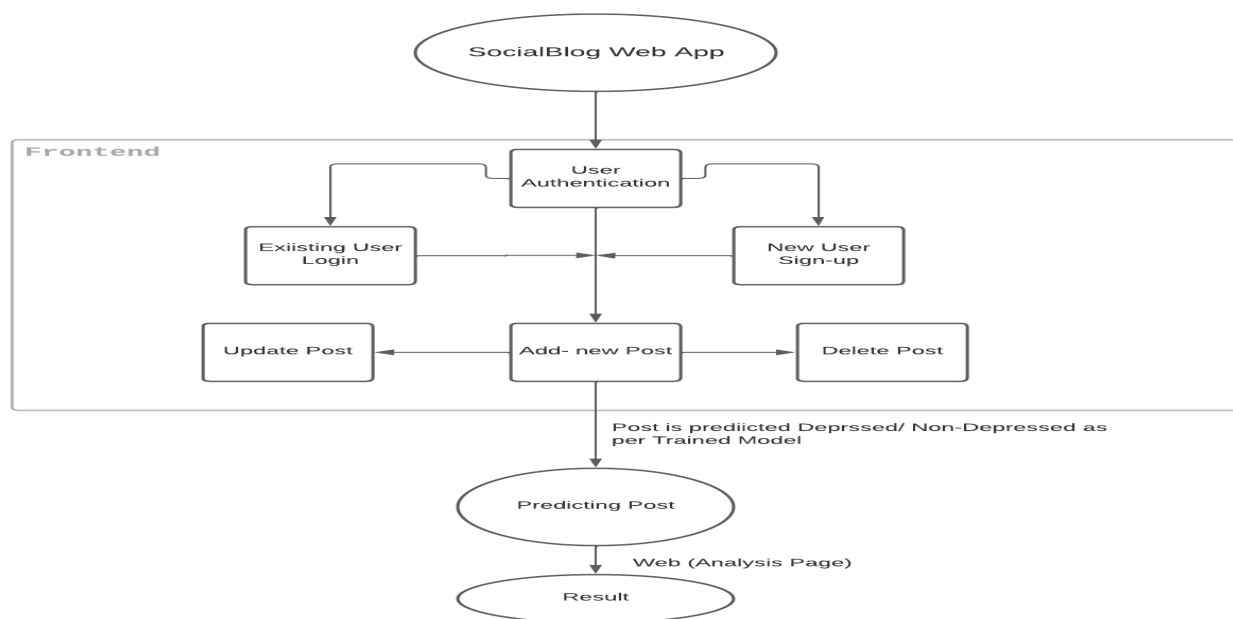 SocialBlog Web App
Frontend
User
Authentication
Exiisting User
Login
New User
Sign-up
Update Post
Add- new Post
Delete Post
Post is prediicted Deprssed/ Non-Depressed as
per Trained Model
Predicting Post
Web (Analysis Page)
Result